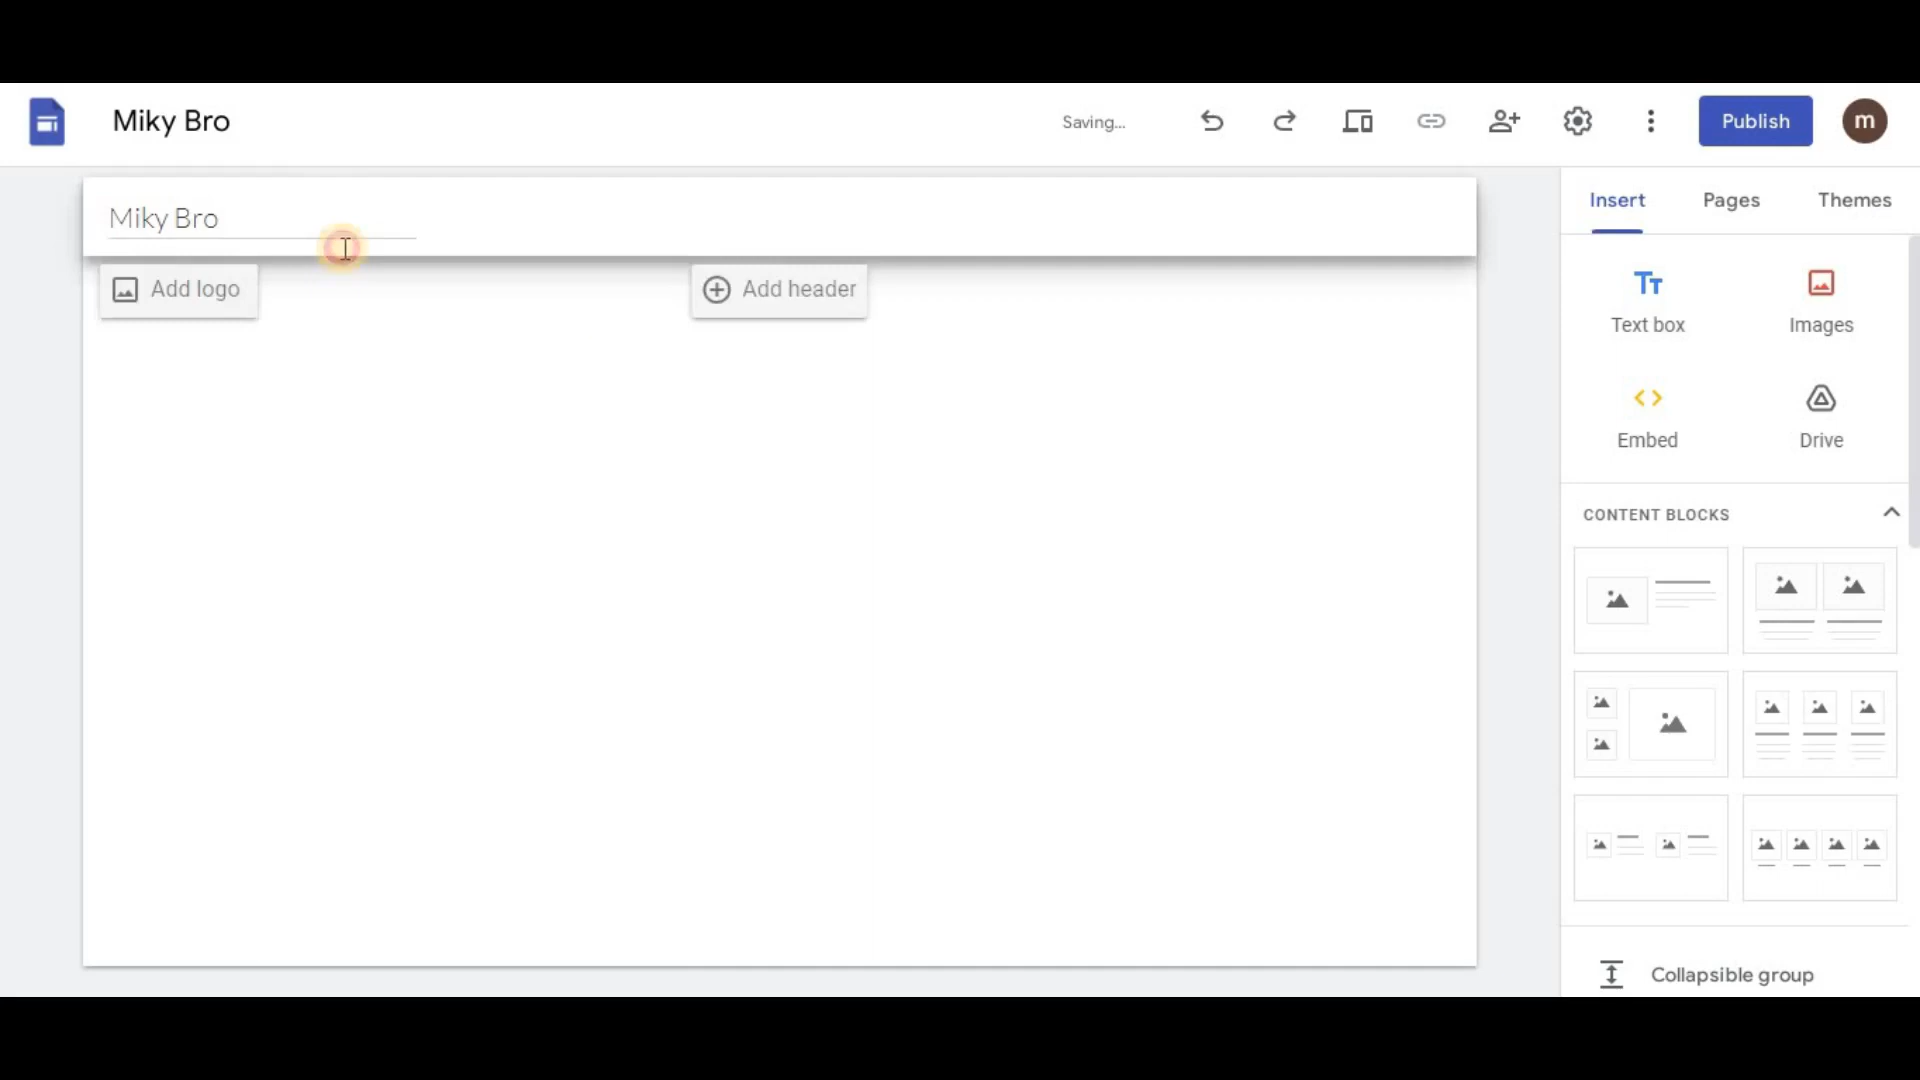 Miky Bro
Saving...
Publish
m
Miky Bro
Add logo
Add header
Insert
Pages
Themes
Text box
Images
Embed
Drive
CONTENT BLOCKS
Collapsible group